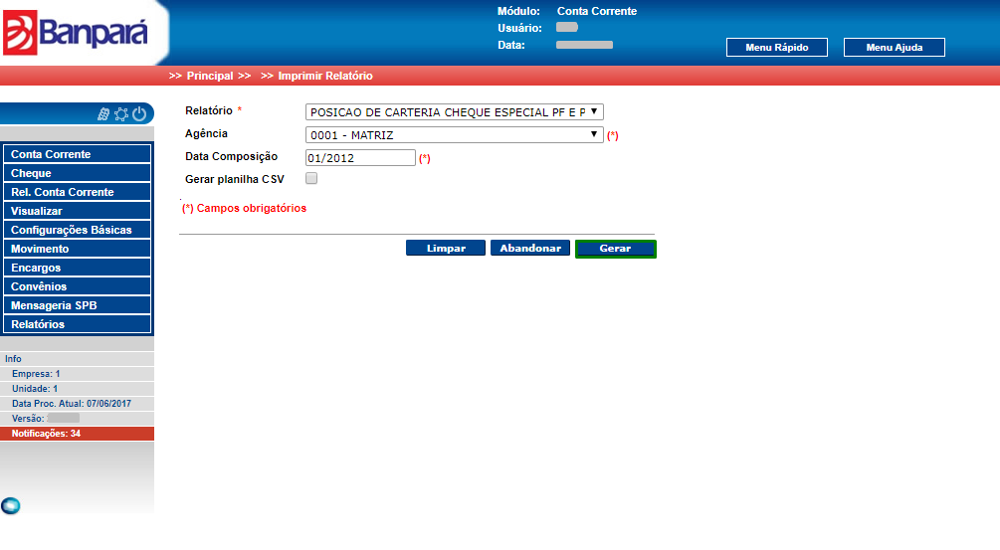 Banpará
Módulo: Conta Corrente
Usuário:
Data:
Menu Rápido
Menu Ajuda
>> Principal >> >> Imprimir Relatório
Conta Corrente
Cheque
Rel. Conta Corrente
Visualizar
Configurações Básicas
Movimento
Encargos
Convênios
Mensageria SPB
Relatórios
Info
Empresa: 1
Unidade: 1
Data Proc. Atual: 07/06/2017
Versão:
Notificações: 34
Relatório * POSICAO DE CARTERIA CHEQUE ESPECIAL PF E P
Agência 0001 - MATRIZ (*)
Data Composição 01/2012 (*)
Gerar planilha CSV
(*) Campos obrigatórios
Limpar Abandonar Gerar